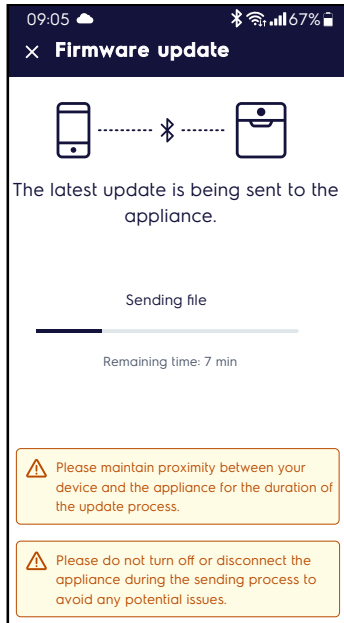 09:05 67%
× Firmware update
The latest update is being sent to the
appliance.
Sending file
Remaining time: 7 min
Please maintain proximity between your
device and the appliance for the duration of
the update process.
Please do not turn off or disconnect the
appliance during the sending process to
avoid any potential issues.